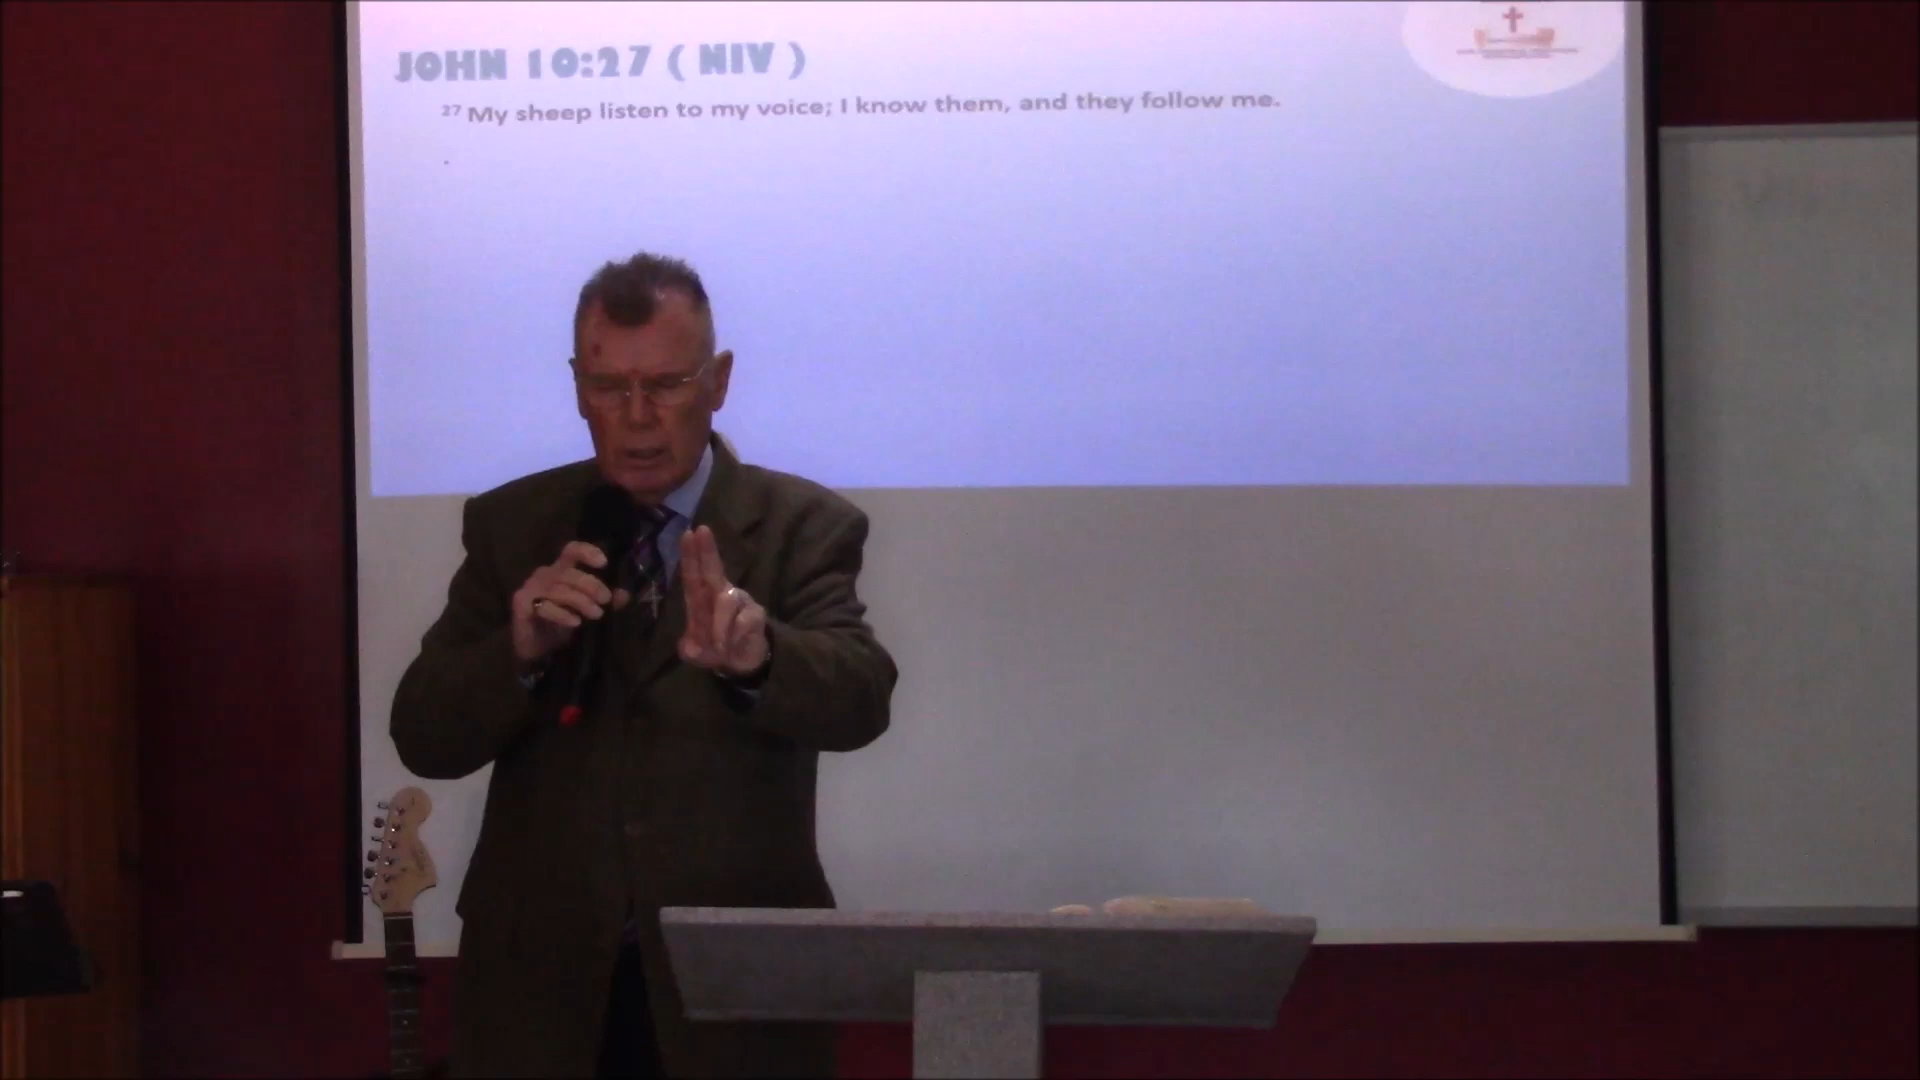 JOHN 10:27 ( NIV )
27 My sheep listen to my voice; I know them, and they follow me.
.